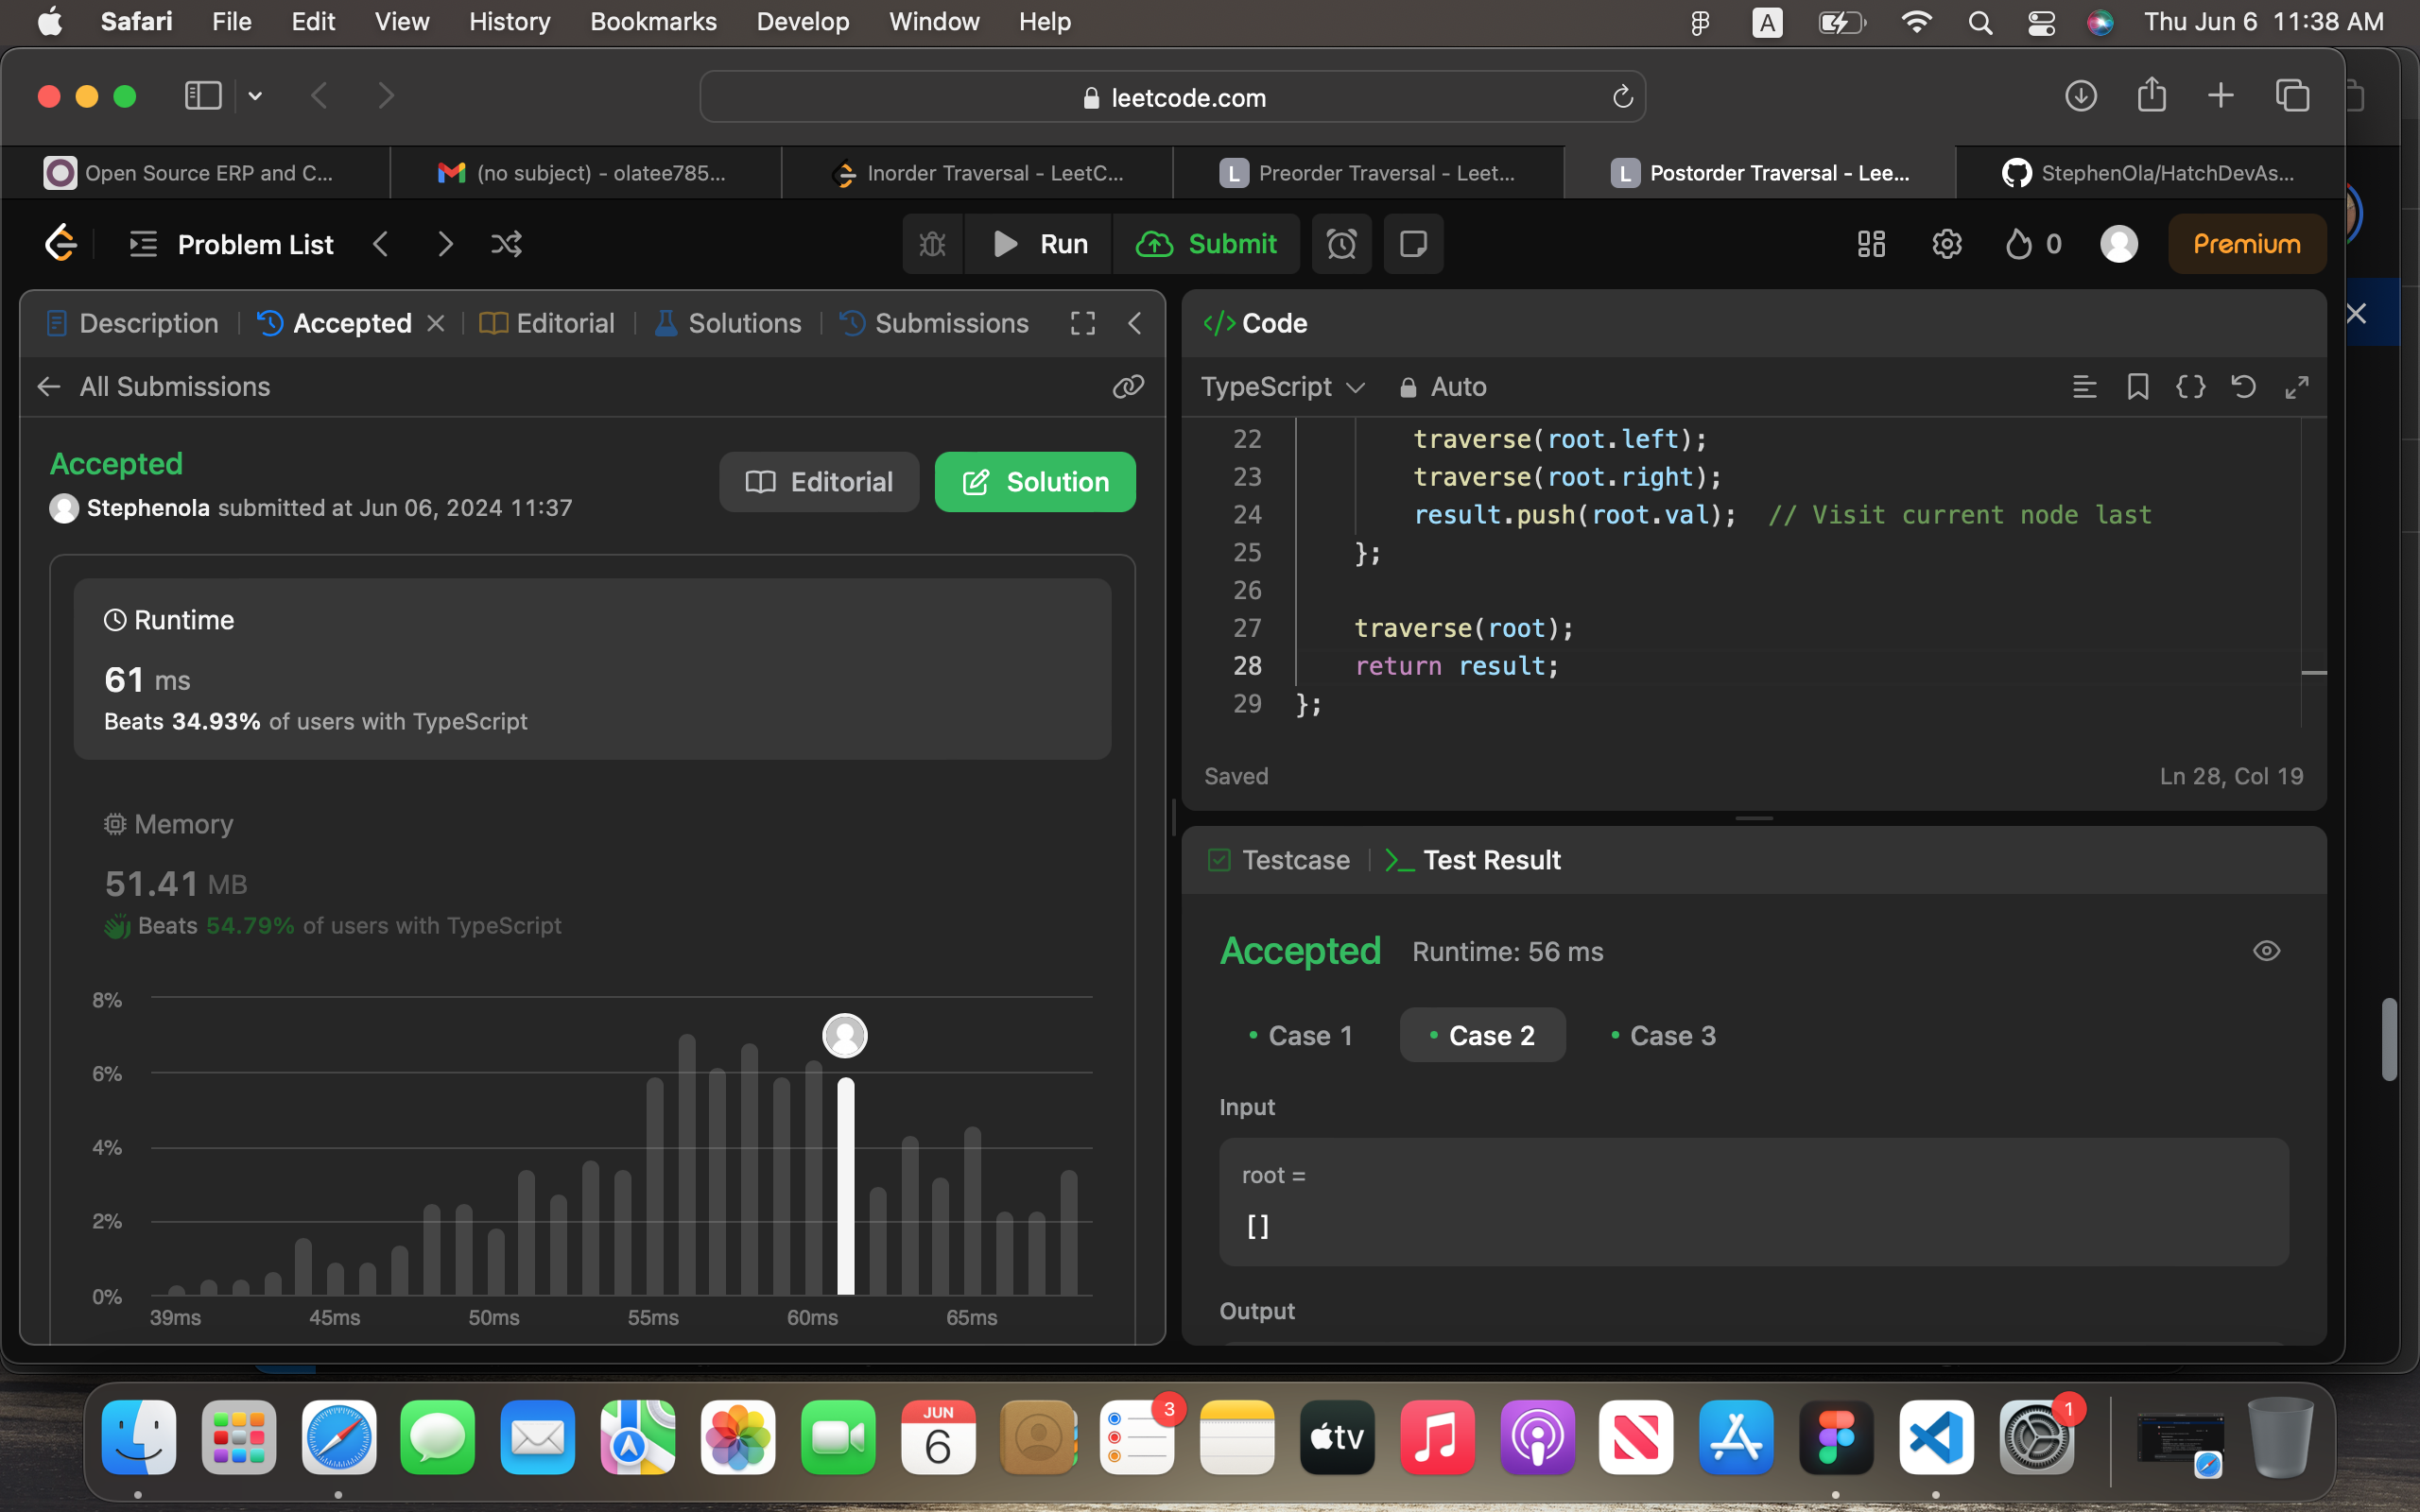 Safari File Edit View History Bookmarks Develop Window Help A Thu Jun 6 11:38 AM
leetcode.com
Open Source ERP and C... (no subject) - olatee785... Inorder Traversal - LeetC... L Preorder Traversal - Leet... L Postorder Traversal - Lee... StephenOla/HatchDevAs...
Problem List Run Submit 0 Premium
Description Accepted Editorial Solutions Submissions
All Submissions
Accepted
Stephenola submitted at Jun 06, 2024 11:37
Editorial Solution
Runtime
61 ms
Beats 34.93% of users with TypeScript
Memory
51.41 MB
Beats 54.79% of users with TypeScript
8%
6%
4%
2%
0%
39ms 45ms 50ms 55ms 60ms 65ms
</> Code
TypeScript Auto
22 traverse(root.left);
23 traverse(root.right);
24 result.push(root.val); // Visit current node last
25 };
26
27 traverse(root);
28 return result;
29 };
Saved Ln 28, Col 19
Testcase >_ Test Result
Accepted Runtime: 56 ms
• Case 1 • Case 2 • Case 3
Input
root =
[]
Output
JUN
6
3
tv
1